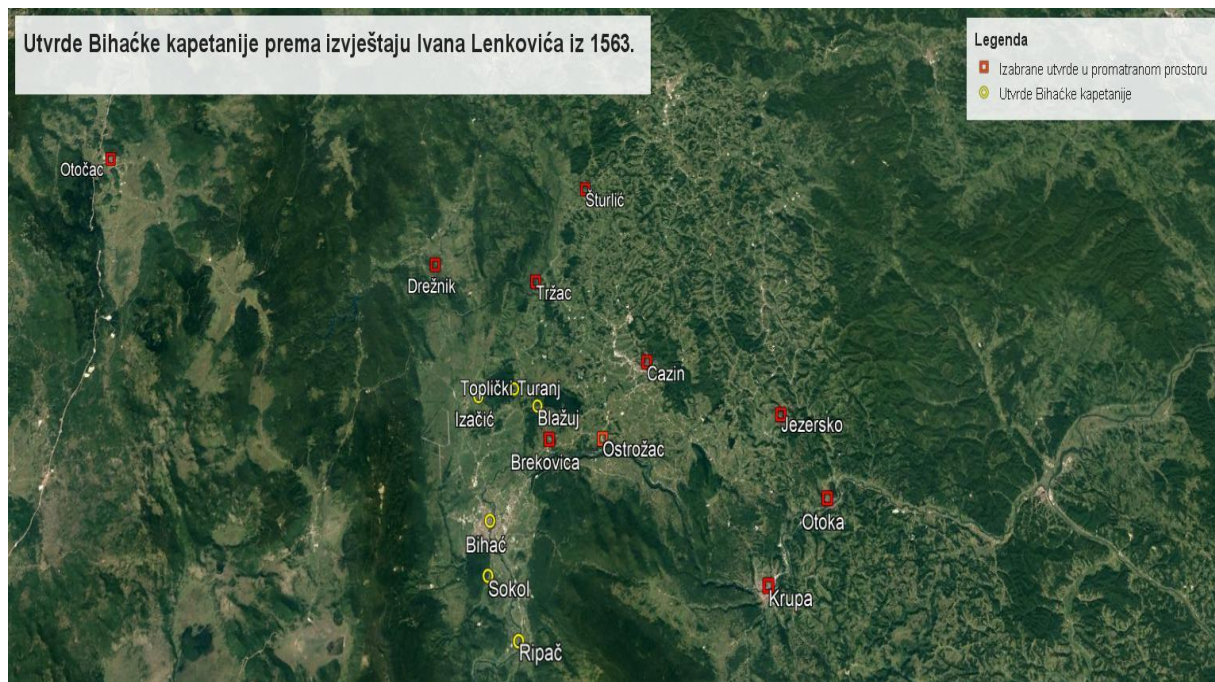 Utvrde Bihaćke kapetanije prema izvještaju Ivana Lenkovića iz 1563.
Legenda
Izabrane utvrde u promatranom prostoru
Utvrde Bihaćke kapetanije
Otočac
Šturlić
Drežnik
Tržac
Cazin
Toplički Turanj
Izačić
Blažuj
Jezersko
Brekovica
Ostrožac
Otoka
Bihać
Sokol
Krupa
Ripač